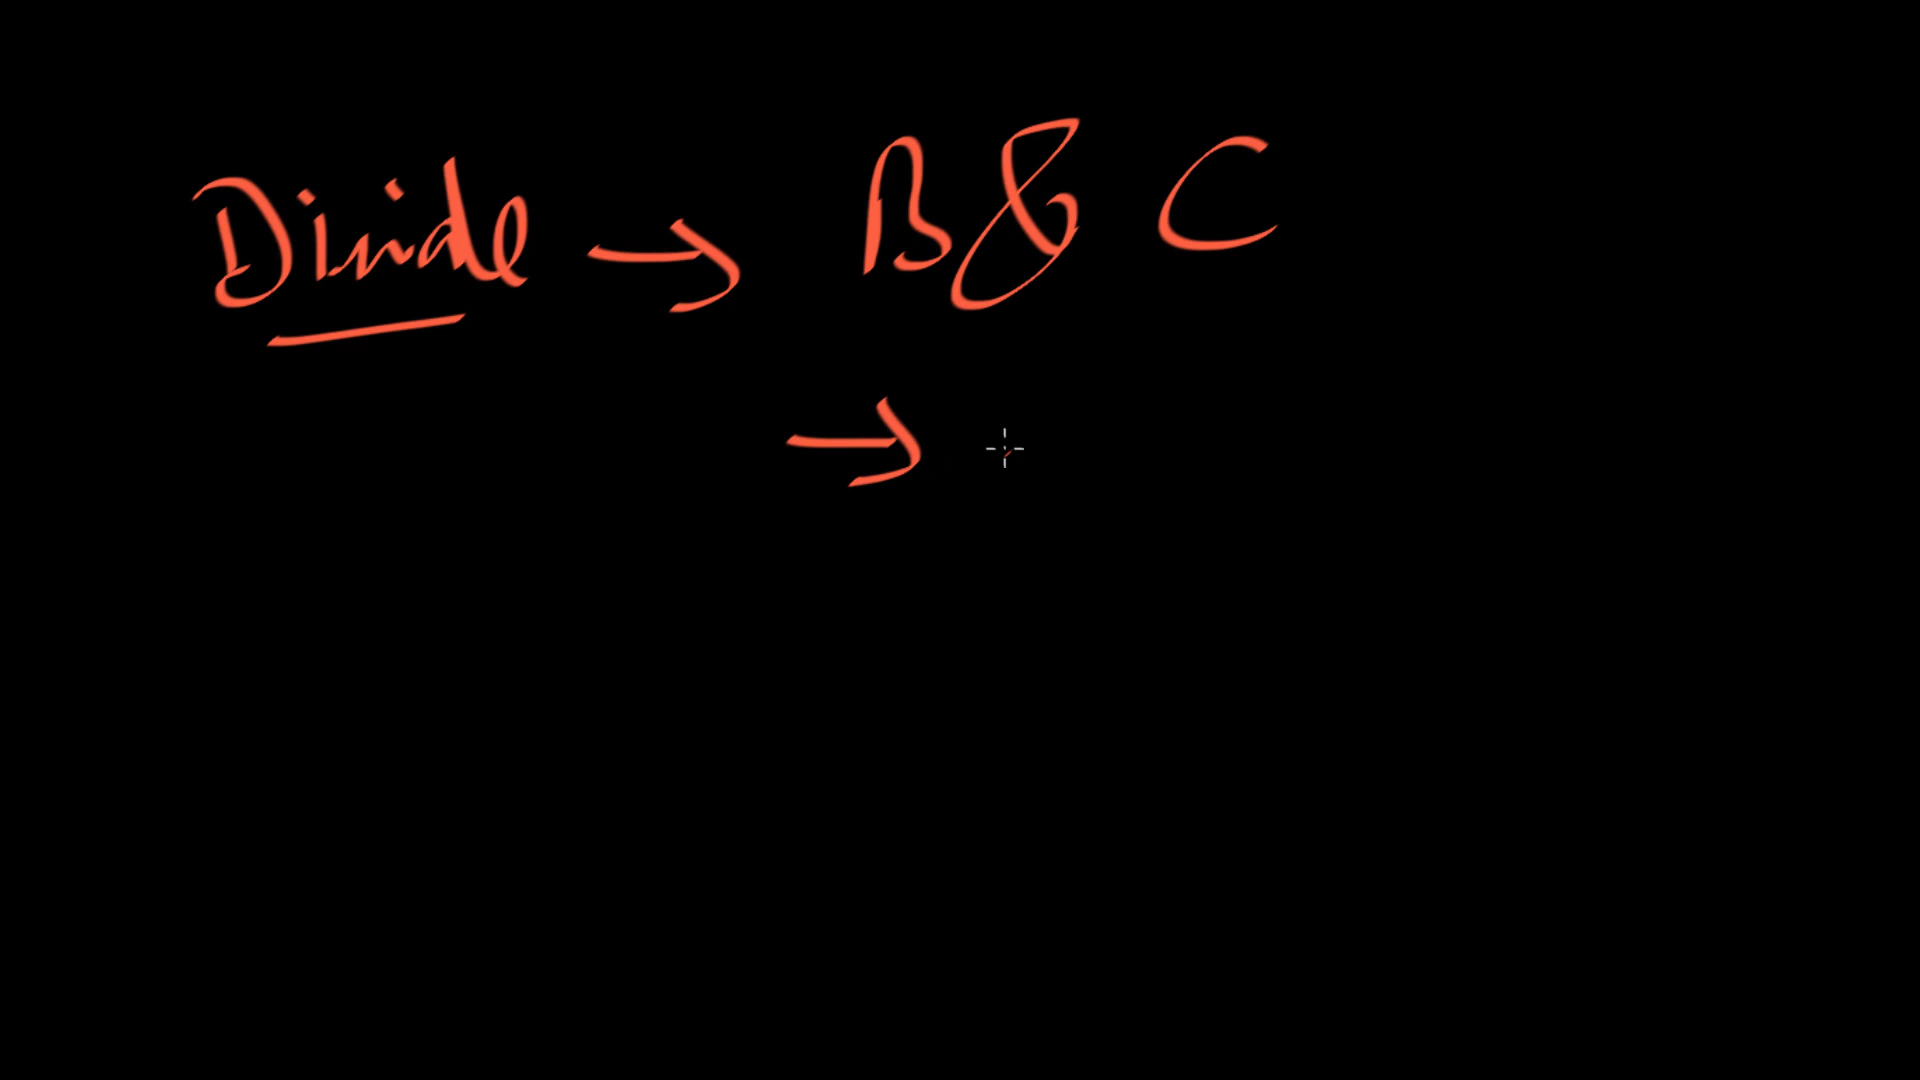 Divide → B & C
→